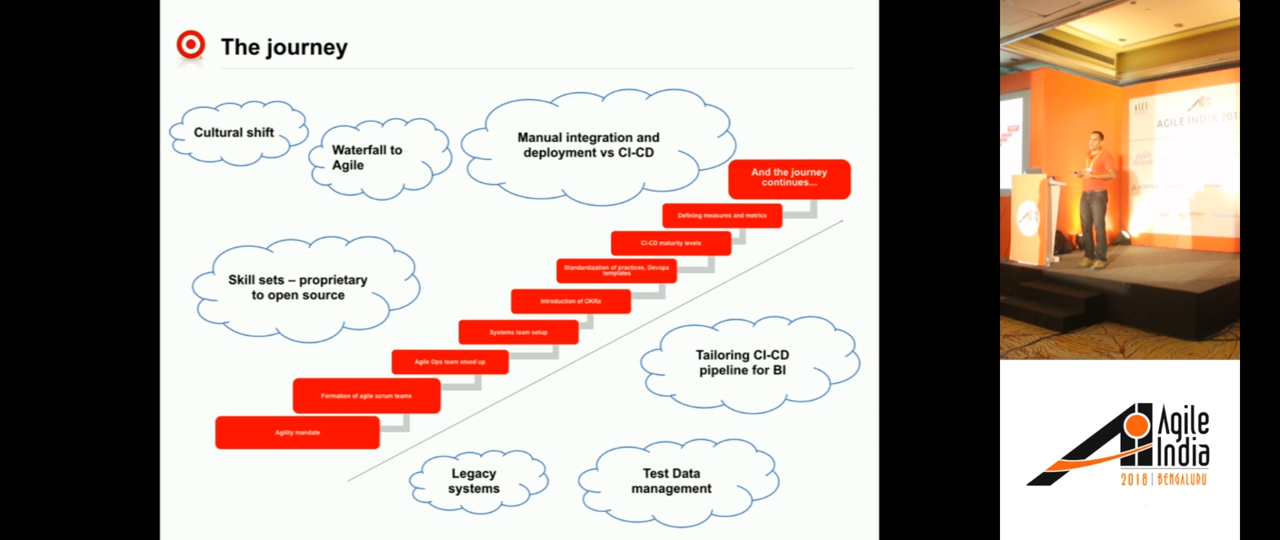 The journey
Cultural shift
Waterfall to
Agile
Manual integration and
deployment vs CI-CD
And the journey
continues...
Defining measures and metrics
CI-CD maturity levels
Standardization of practices, Devops
templates
Introduction of OKRs
Systems team setup
Agile Ops team stood up
Formation of agile scrum teams
Agility mandate
Skill sets – proprietary
to open source
Tailoring CI-CD
pipeline for BI
Legacy
systems
Test Data
management
AGILE INDIA 201
Agile
India
2018 | BENGALURU